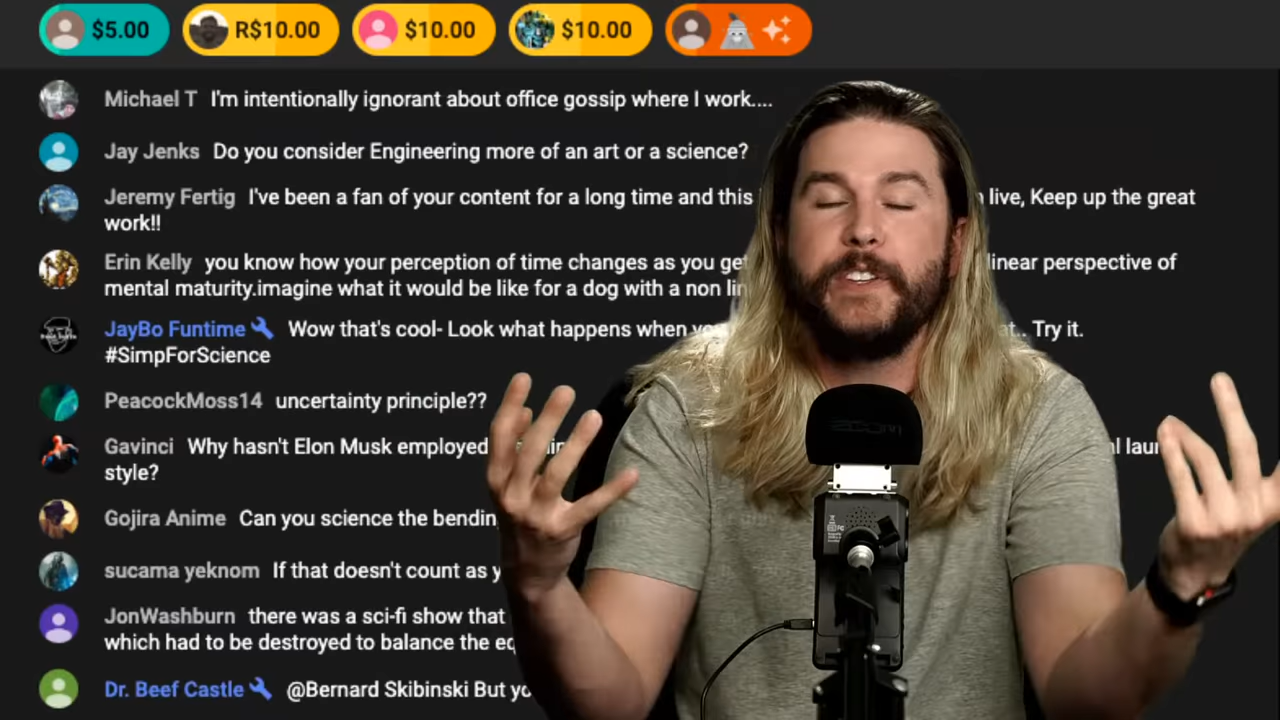 $5.00 R$10.00 $10.00 $10.00
Michael T I'm intentionally ignorant about office gossip where I work....
Jay Jenks Do you consider Engineering more of an art or a science?
Jeremy Fertig I've been a fan of your content for a long time and this live, Keep up the great
work!!
Erin Kelly you know how your perception of time changes as you get linear perspective of
mental maturity.imagine what it would be like for a dog with a non
JayBo Funtime Wow that's cool- Look what happens when Try it.
#SimpForScience
PeacockMoss14 uncertainty principle??
Gavinci Why hasn't Elon Musk employed
style?
Gojira Anime Can you science the
sucama yeknom If that doesn't count as
JonWashburn there was a sci-fi show that
which had to be destroyed to balance the
Dr. Beef Castle @Bernard Skibinski But
zoom